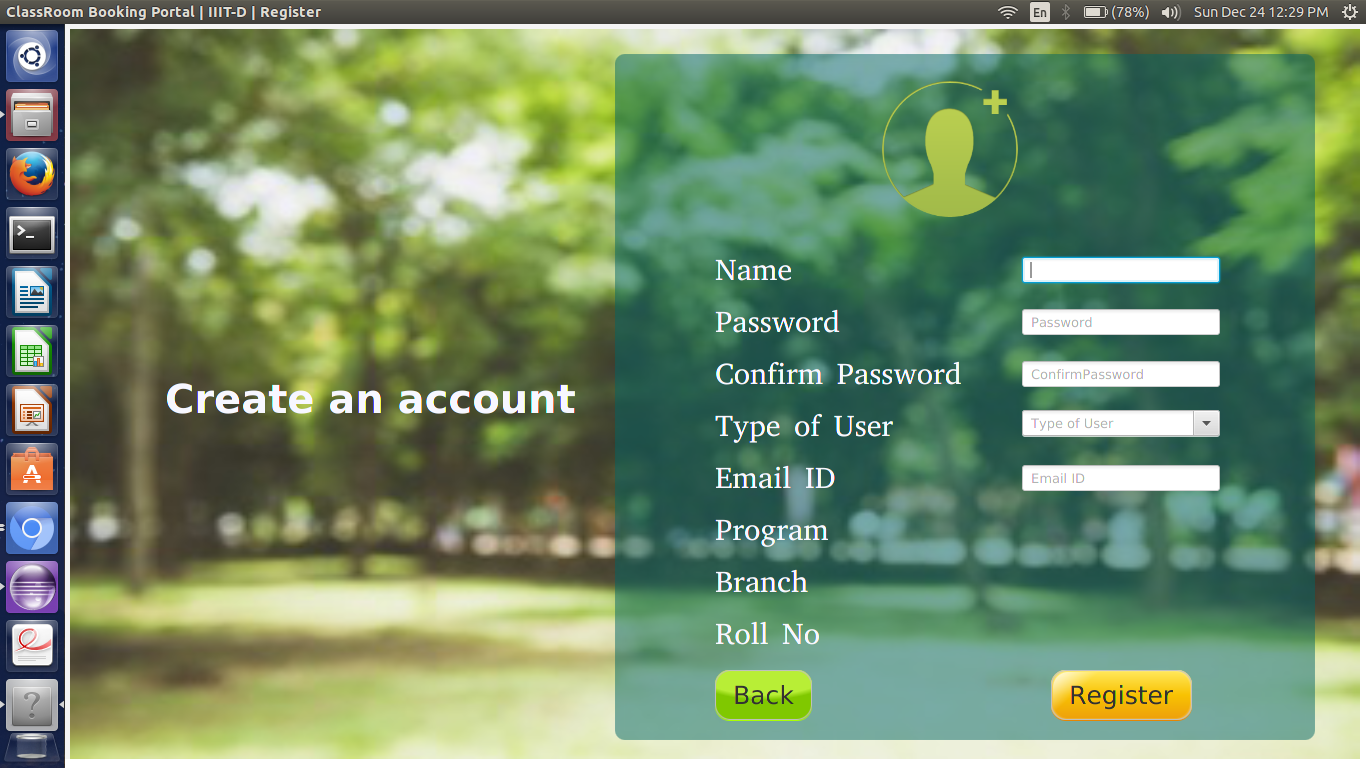 ClassRoom Booking Portal | IIIT-D | Register
En
(78%)
Sun Dec 24 12:29 PM
Create an account
Name
Password
Password
Confirm Password
ConfirmPassword
Type of User
Type of User
Email ID
Email ID
Program
Branch
Roll No
Back
Register